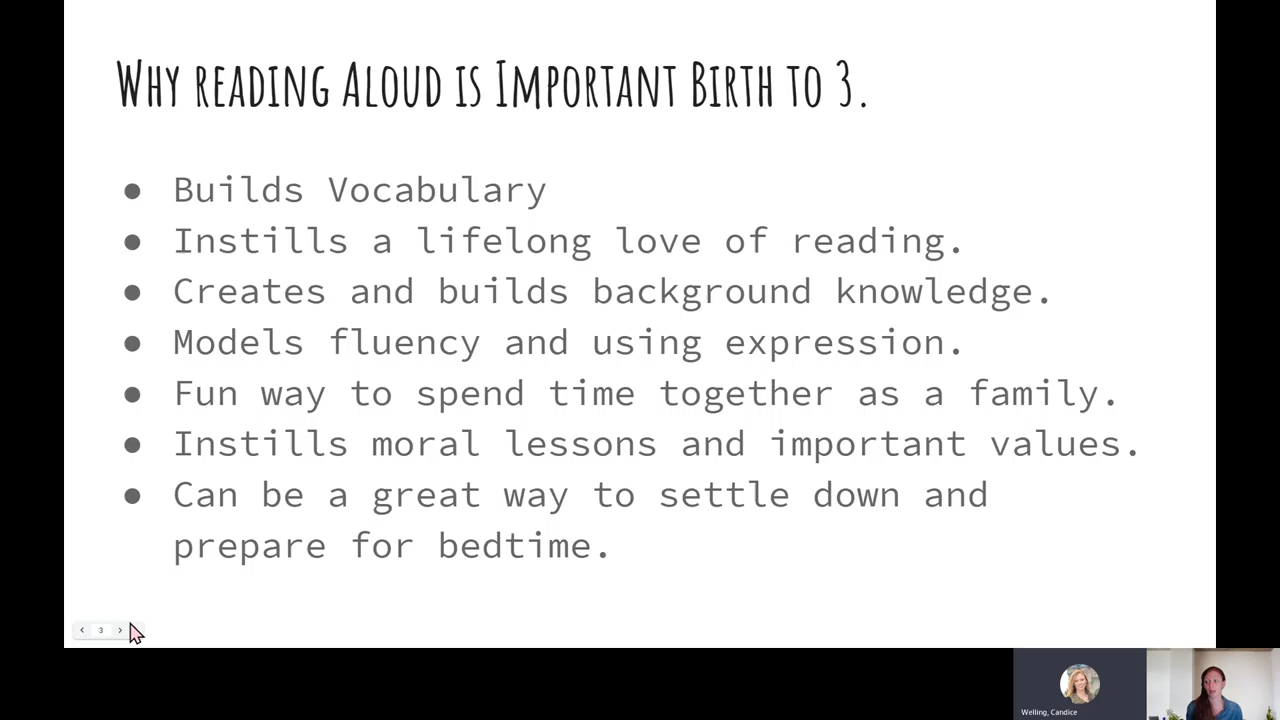 Why reading Aloud is Important Birth to 3.
● Builds Vocabulary
● Instills a lifelong love of reading.
● Creates and builds background knowledge.
● Models fluency and using expression.
● Fun way to spend time together as a family.
● Instills moral lessons and important values.
● Can be a great way to settle down and
prepare for bedtime.
3
Welling, Candice